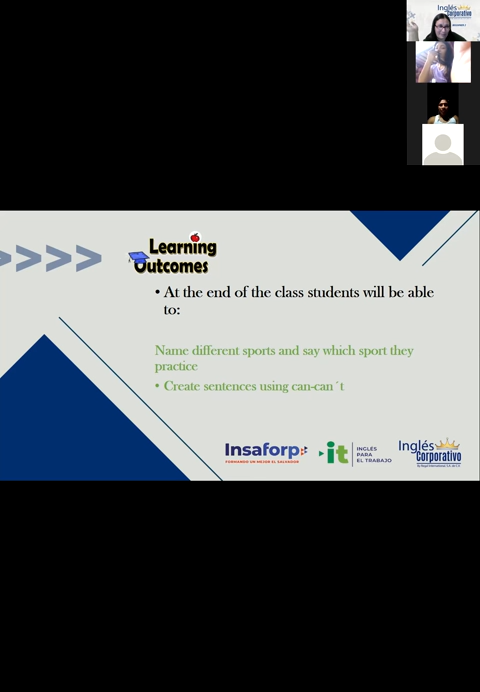 Inglés
Corporativo
Learning
Outcomes
• At the end of the class students will be able
to:
Name different sports and say which sport they
practice
• Create sentences using can-can´t
Insaforp
FORMANDO UN MEJOR EL SALVADOR
it
INGLÉS
PARA
EL TRABAJO
Inglés
Corporativo